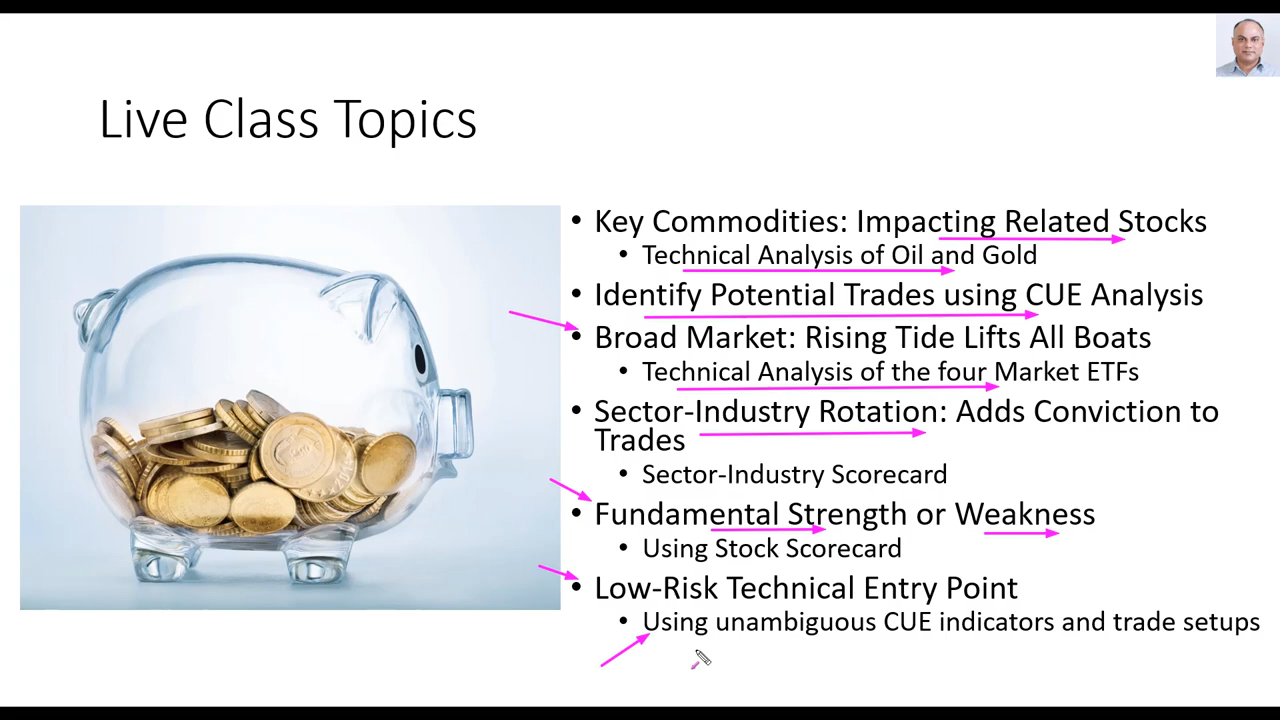 Live Class Topics
• Key Commodities: Impacting Related Stocks
• Technical Analysis of Oil and Gold
• Identify Potential Trades using CUE Analysis
• Broad Market: Rising Tide Lifts All Boats
• Technical Analysis of the four Market ETFs
• Sector-Industry Rotation: Adds Conviction to
Trades
• Sector-Industry Scorecard
• Fundamental Strength or Weakness
• Using Stock Scorecard
• Low-Risk Technical Entry Point
• Using unambiguous CUE indicators and trade setups